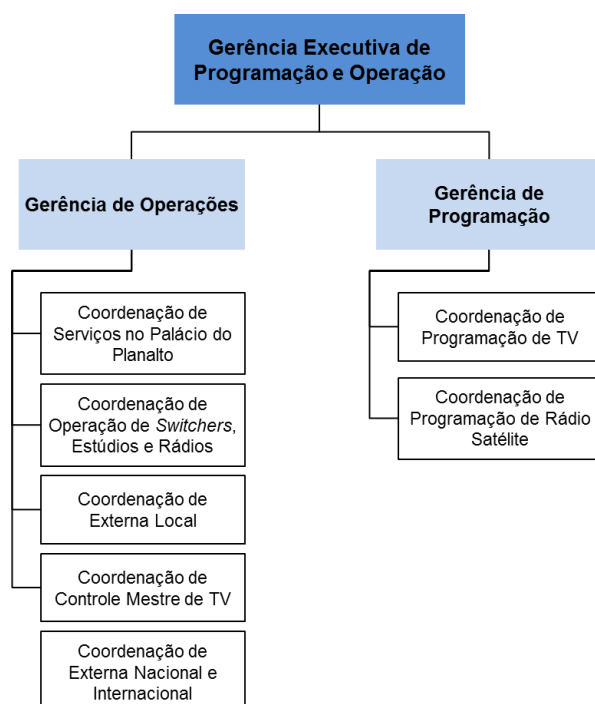 Gerência Executiva de
Programação e Operação
Gerência de Operações
Coordenação de
Serviços no Palácio do
Planalto
Coordenação de
Operação de Switchers,
Estúdios e Rádios
Coordenação de
Externa Local
Coordenação de
Controle Mestre de TV
Coordenação de
Externa Nacional e
Internacional
Gerência de
Programação
Coordenação de
Programação de TV
Coordenação de
Programação de Rádio
Satélite